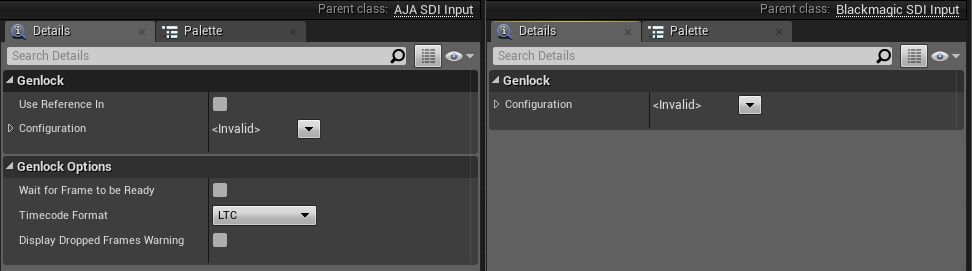 Parent class: AJA SDI Input
Details
Palette
Search Details
Genlock
Use Reference In
Configuration
<Invalid>
Genlock Options
Wait for Frame to be Ready
Timecode Format
LTC
Display Dropped Frames Warning
Parent class: Blackmagic SDI Input
Details
Palette
Search Details
Genlock
Configuration
<Invalid>